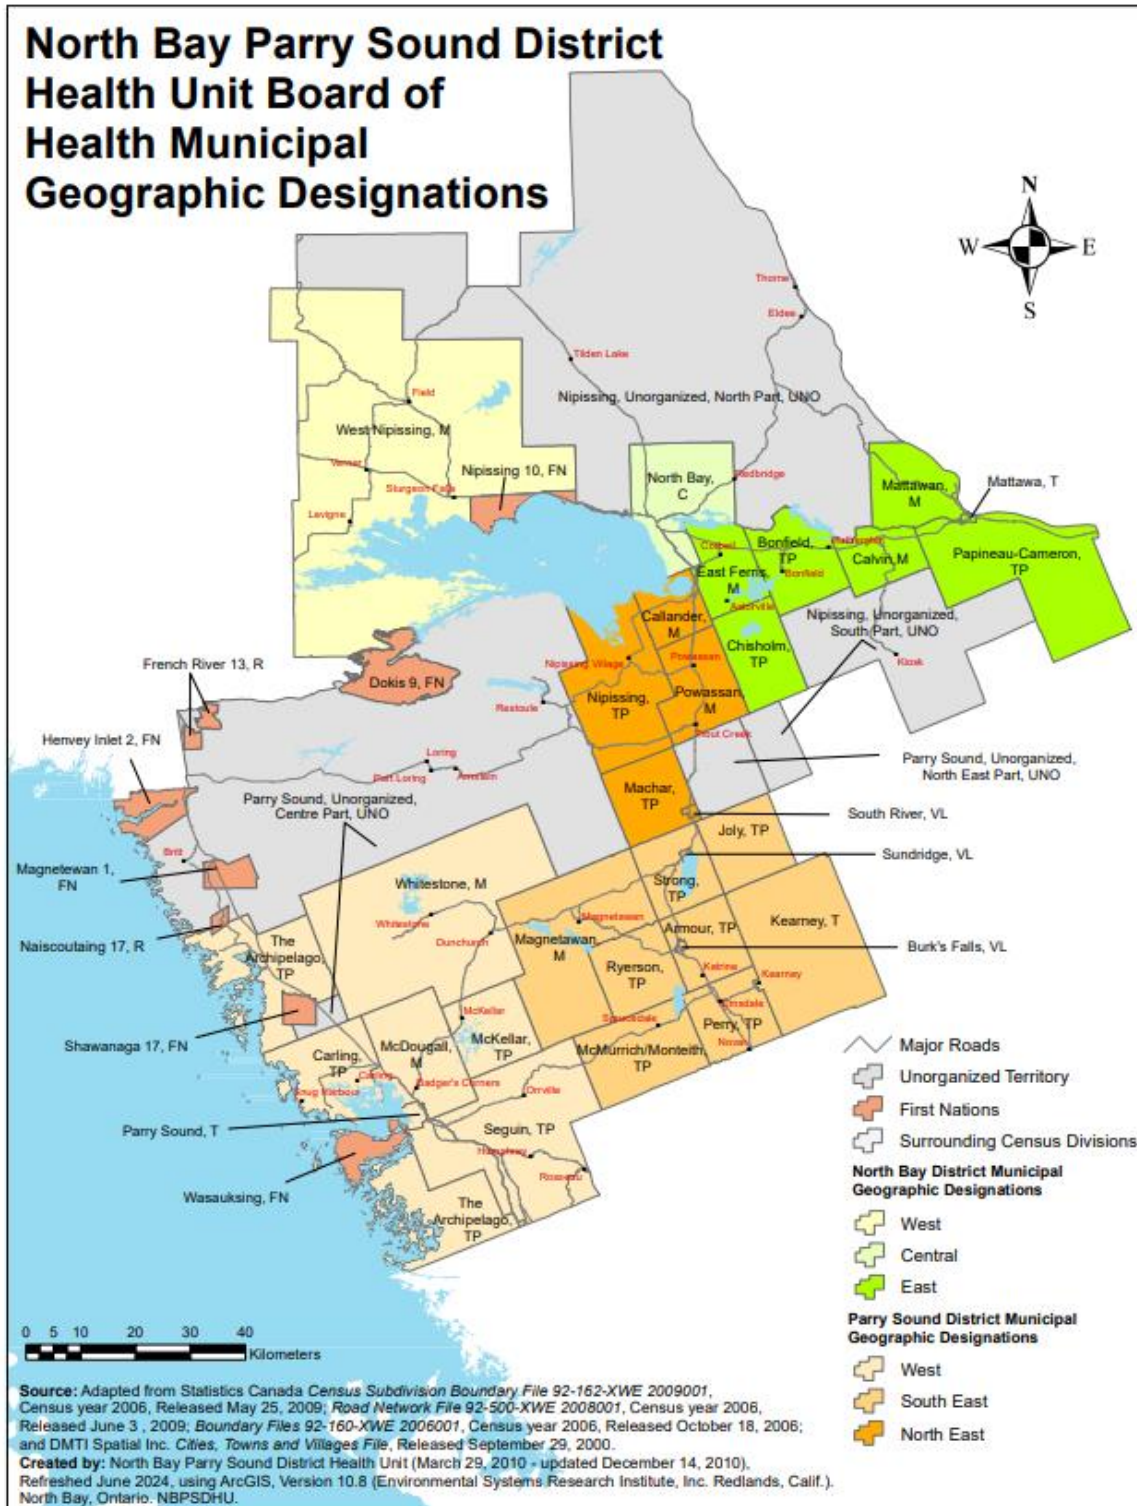 North Bay Parry Sound District
Health Unit Board of
Health Municipal
Geographic Designations
N
W
E
S
Thorne
Eldee
Tilden Lake
Nipissing, Unorganized, North Part, UNO
Field
West Nipissing, M
Verner
Nipissing 10, FN
Sturgeon Falls
Lavigne
North Bay,
C
Redbridge
Mattawan,
M
Mattawa, T
Corbeil
Bonfield,
TP
Rutherglen
Bonfield
Calvin,M
Papineau-Cameron,
TP
East Ferris,
M
Astorville
Callander,
M
Nipissing, Unorganized,
South Part, UNO
Chisholm,
TP
Kiosk
French River 13, R
Dokis 9, FN
Nipissing Village
Powassan
Nipissing,
TP
Powassan,
M
Restoule
Trout Creek
Henvey Inlet 2, FN
Loring
Port Loring
Arnstein
Parry Sound, Unorganized,
North East Part, UNO
Machar,
TP
Parry Sound, Unorganized,
Centre Part, UNO
South River, VL
Joly, TP
Britt
Sundridge, VL
Magnetewan 1,
FN
Whitestone, M
Strong,
TP
Whitestone
Magnetawan
Kearney, T
Naiscoutaing 17, R
The
Archipelago,
TP
Dunchurch
Magnetawan,
M
Armour, TP
Burk's Falls, VL
Ryerson,
TP
Katrine
Kearney
Emsdale
McKellar
Sprucedale
Perry, TP
Shawanaga 17, FN
McKellar,
TP
Novar
Carling,
TP
McDougall,
M
McMurrich/Monteith,
TP
Carling
Badger's Corners
Snug Harbour
Orrville
Parry Sound, T
Seguin, TP
Humphrey
Rosseau
Wasauksing, FN
The
Archipelago,
TP
Major Roads
Unorganized Territory
First Nations
Surrounding Census Divisions
North Bay District Municipal
Geographic Designations
West
Central
East
Parry Sound District Municipal
Geographic Designations
West
South East
North East
0 5 10 20 30 40
Kilometers
Source: Adapted from Statistics Canada Census Subdivision Boundary File 92-162-XWE 2009001,
Census year 2006, Released May 25, 2009; Road Network File 92-500-XWE 2008001, Census year 2006,
Released June 3 , 2009; Boundary Files 92-160-XWE 2006001, Census year 2006, Released October 18, 2006;
and DMTI Spatial Inc. Cities, Towns and Villages File, Released September 29, 2000.
Created by: North Bay Parry Sound District Health Unit (March 29, 2010 - updated December 14, 2010),
Refreshed June 2024, using ArcGIS, Version 10.8 (Environmental Systems Research Institute, Inc. Redlands, Calif.).
North Bay, Ontario. NBPSDHU.